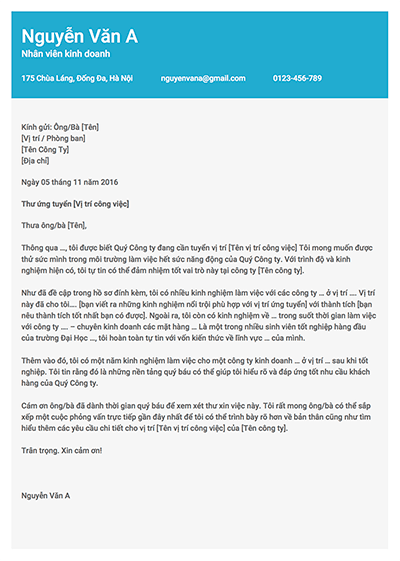 Nguyễn Văn A
Nhân viên kinh doanh
175 Chùa Láng, Đống Đa, Hà Nội nguyenvana@gmail.com 0123-456-789
Kính gửi: Ông/Bà [Tên]
[Vị trí / Phòng ban]
[Tên Công Ty]
[Địa chỉ]
Ngày 05 tháng 11 năm 2016
Thư ứng tuyển [Vị trí công việc]
Thưa ông/bà [Tên],
Thông qua ..., tôi được biết Quý Công ty đang cần tuyển vị trí [Tên vị trí công việc] Tôi mong muốn được
thử sức mình trong môi trường làm việc hết sức năng động của Quý Công ty. Với trình độ và kinh
nghiệm hiện có, tôi tự tin có thể đảm nhiệm tốt vai trò này tại công ty [Tên công ty].
Như đã đề cập trong hồ sơ đính kèm, tôi có nhiều kinh nghiệm làm việc với các công ty ... ở vị trí .... Vị trí
này đã cho tôi.... [bạn viết ra những kinh nghiệm nổi trội phù hợp với vị trí ứng tuyển] với thành tích [bạn
nêu thành tích tốt nhất bạn có được]. Ngoài ra, tôi còn có kinh nghiệm về ... trong suốt thời gian làm việc
với công ty .... – chuyên kinh doanh các mặt hàng ... Là một trong nhiều sinh viên tốt nghiệp hàng đầu
của trường Đại Học ..., tôi hoàn toàn tự tin với vốn kiến thức về lĩnh vực ... của mình.
Thêm vào đó, tôi có một năm kinh nghiệm làm việc cho một công ty kinh doanh ... ở vị trí ... sau khi tốt
nghiệp. Tôi tin rằng đó là những nền tảng quý báu có thể giúp tôi hiểu rõ và đáp ứng tốt nhu cầu khách
hàng của Quý Công ty.
Cám ơn ông/bà đã dành thời gian quý báu để xem xét thư xin việc này. Tôi rất mong ông/bà có thể sắp
xếp một cuộc phỏng vấn trực tiếp gần đây nhất để tôi có thể trình bày rõ hơn về bản thân cũng như tìm
hiểu thêm các yêu cầu chi tiết cho vị trí [Tên vị trí công việc] của [Tên công ty].
Trân trọng. Xin cảm ơn!
Nguyễn Văn A